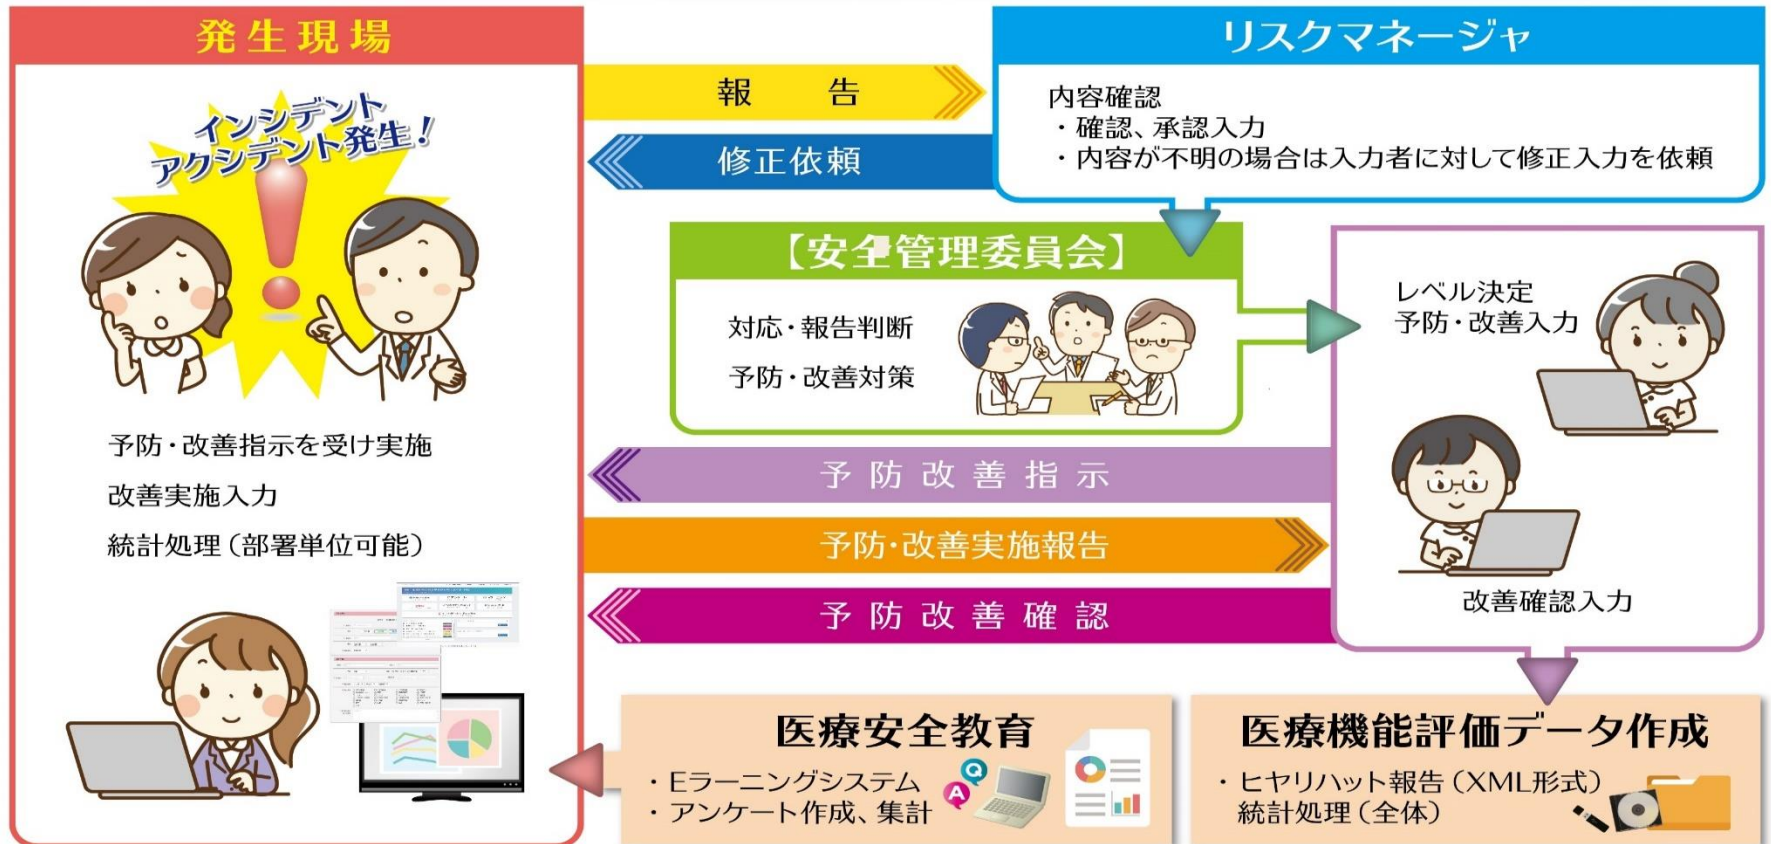 発生現場
インシデント
アクシデント発生!
予防・改善指示を受け実施
改善実施入力
統計処理(部署単位可能)
報 告
修正依頼
リスクマネージャ
内容確認
・確認、承認入力
・内容が不明の場合は入力者に対して修正入力を依頼
【安全管理委員会】
対応・報告判断
予防・改善対策
レベル決定
予防・改善入力
改善確認入力
予防改善指示
予防・改善実施報告
予防改善確認
医療安全教育
・Eラーニングシステム
・アンケート作成、集計
Q
A
医療機能評価データ作成
・ヒヤリハット報告(XML形式)
統計処理(全体)